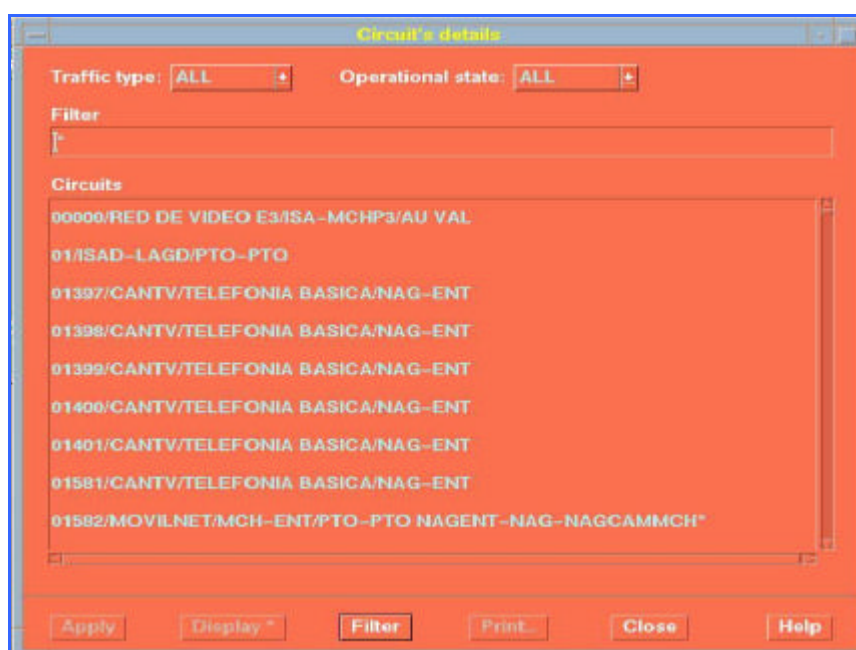 Circuit's details
Traffic type: ALL Operational state: ALL
Filter
*
Circuits
00000/RED DE VIDEO E3/ISA-MCHP3/AU VAL
01/ISAD-LAGD/PTO-PTO
01397/CANTV/TELEFONIA BASICA/NAG-ENT
01398/CANTV/TELEFONIA BASICA/NAG-ENT
01399/CANTV/TELEFONIA BASICA/NAG-ENT
01400/CANTV/TELEFONIA BASICA/NAG-ENT
01401/CANTV/TELEFONIA BASICA/NAG-ENT
01581/CANTV/TELEFONIA BASICA/NAG-ENT
01582/MOVILNET/MCH-ENT/PTO-PTO NAGENT-NAG-NAGCAMMCH*
Apply Display * Filter Print... Close Help